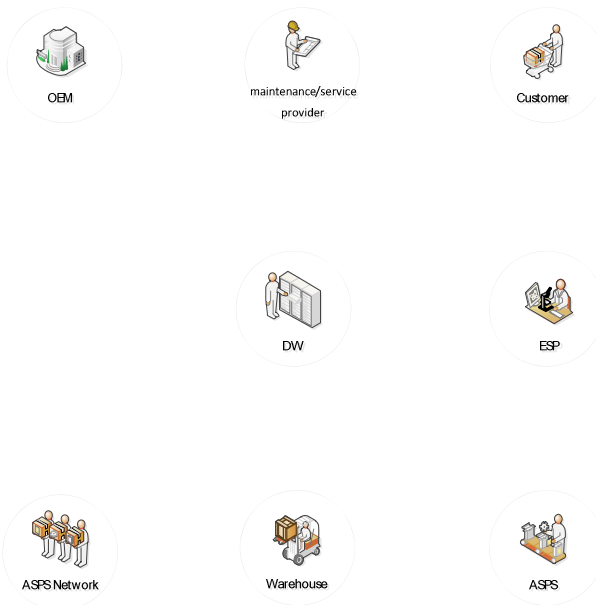 OEM
maintenance/service
provider
Customer
DW
ESP
ASPS Network
Warehouse
ASPS